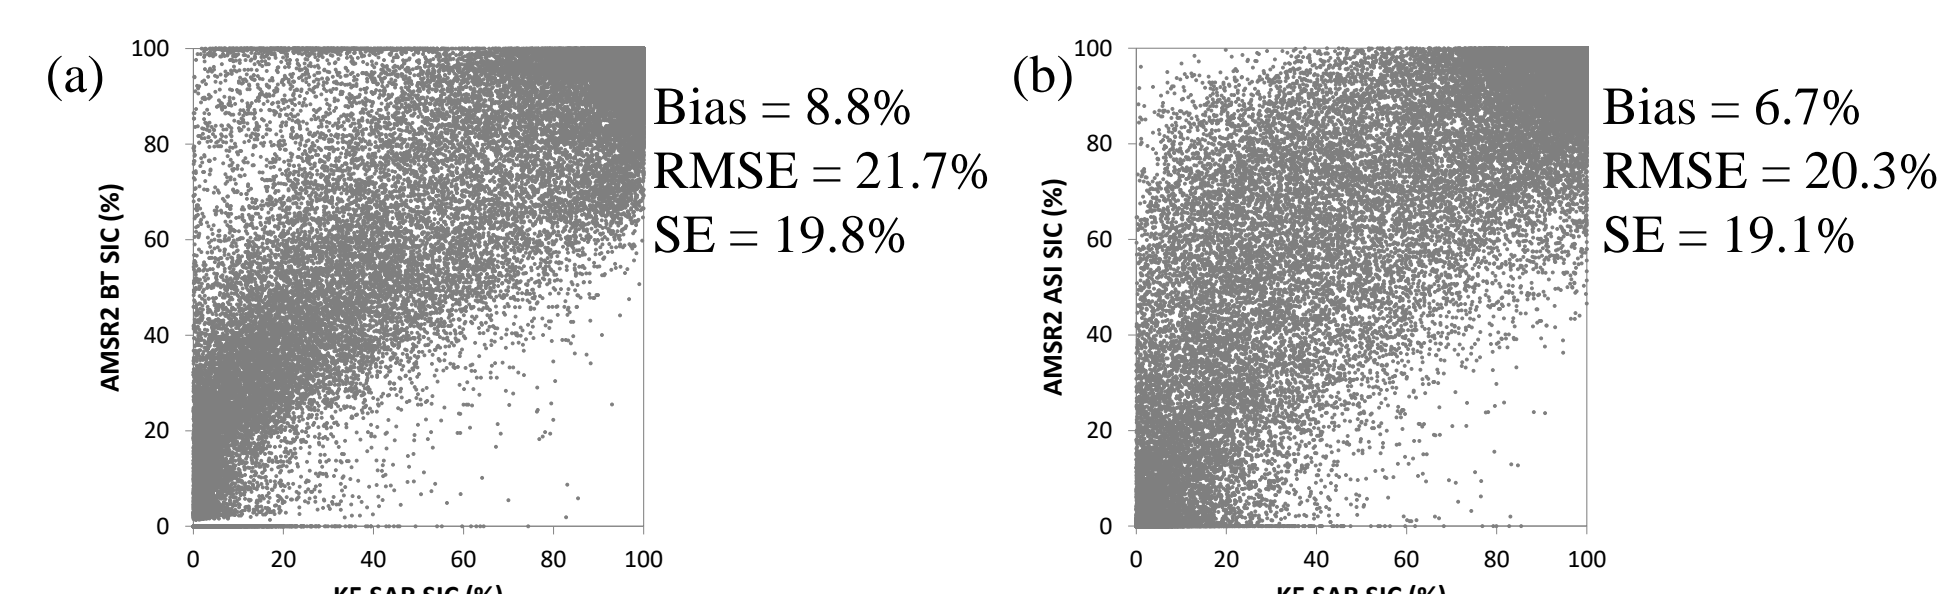 (a)
100
80
60
40
20
0
AMSR2 BT SIC (%)
0 20 40 60 80 100
Bias = 8.8%
RMSE = 21.7%
SE = 19.8%
(b)
100
80
60
40
20
0
AMSR2 ASI SIC (%)
0 20 40 60 80 100
Bias = 6.7%
RMSE = 20.3%
SE = 19.1%